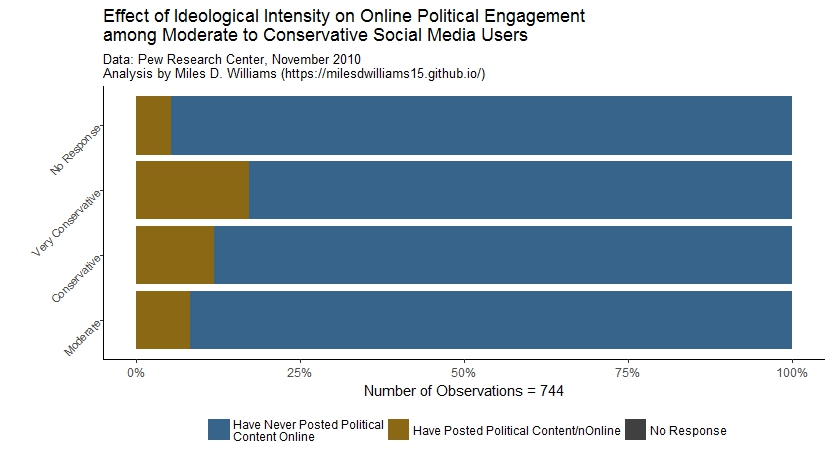 Effect of Ideological Intensity on Online Political Engagement
among Moderate to Conservative Social Media Users
Data: Pew Research Center, November 2010
Analysis by Miles D. Williams (https://milesdwilliams15.github.io/)
No Response
Very Conservative
Conservative
Moderate
0%
25%
50%
75%
100%
Number of Observations = 744
Have Never Posted Political
Content Online
Have Posted Political Content/nOnline
No Response